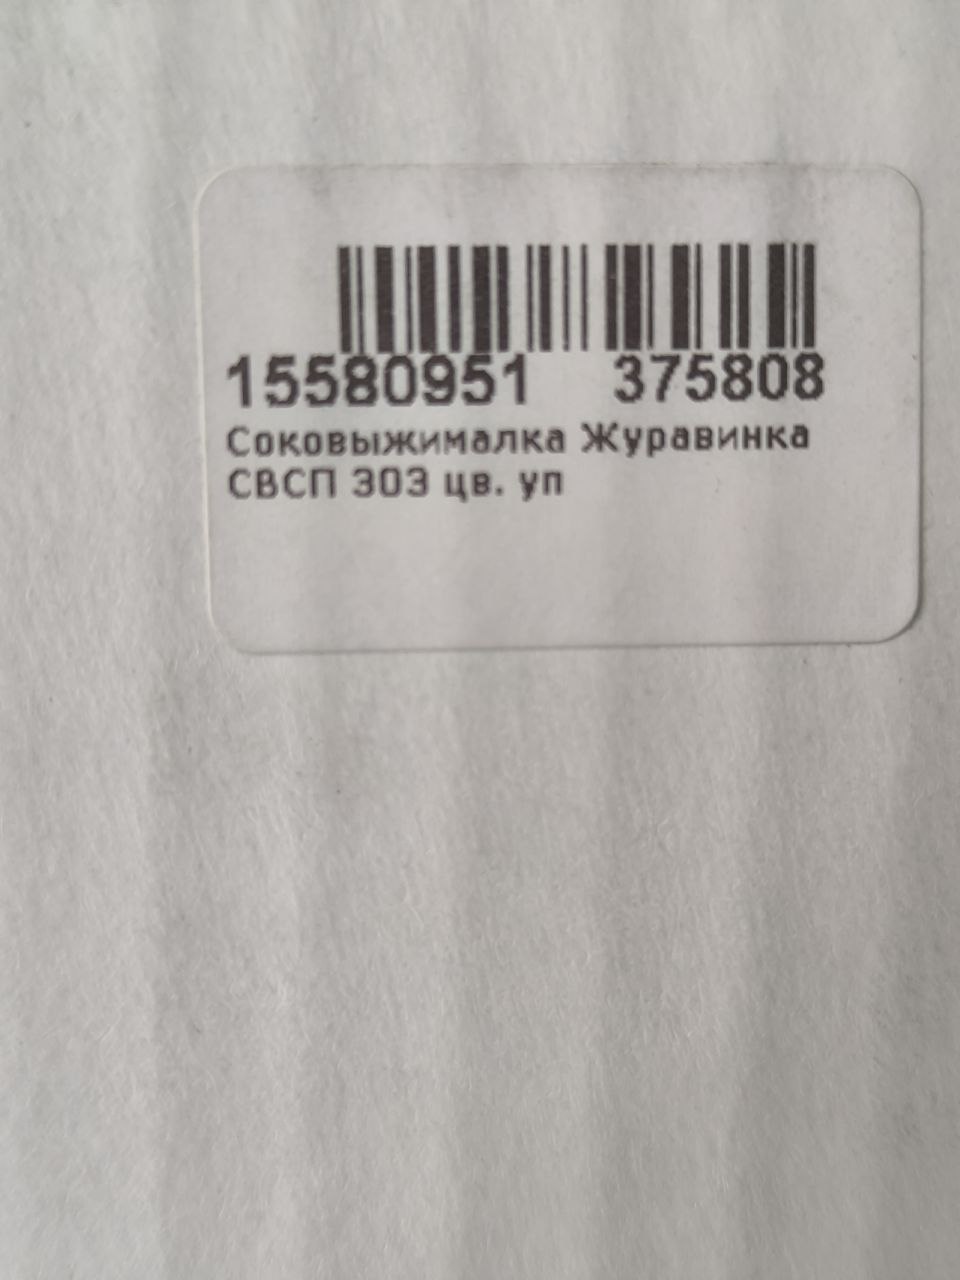 15580951 375808
Соковыжималка Журавинка
СВСП 303 цв. уп